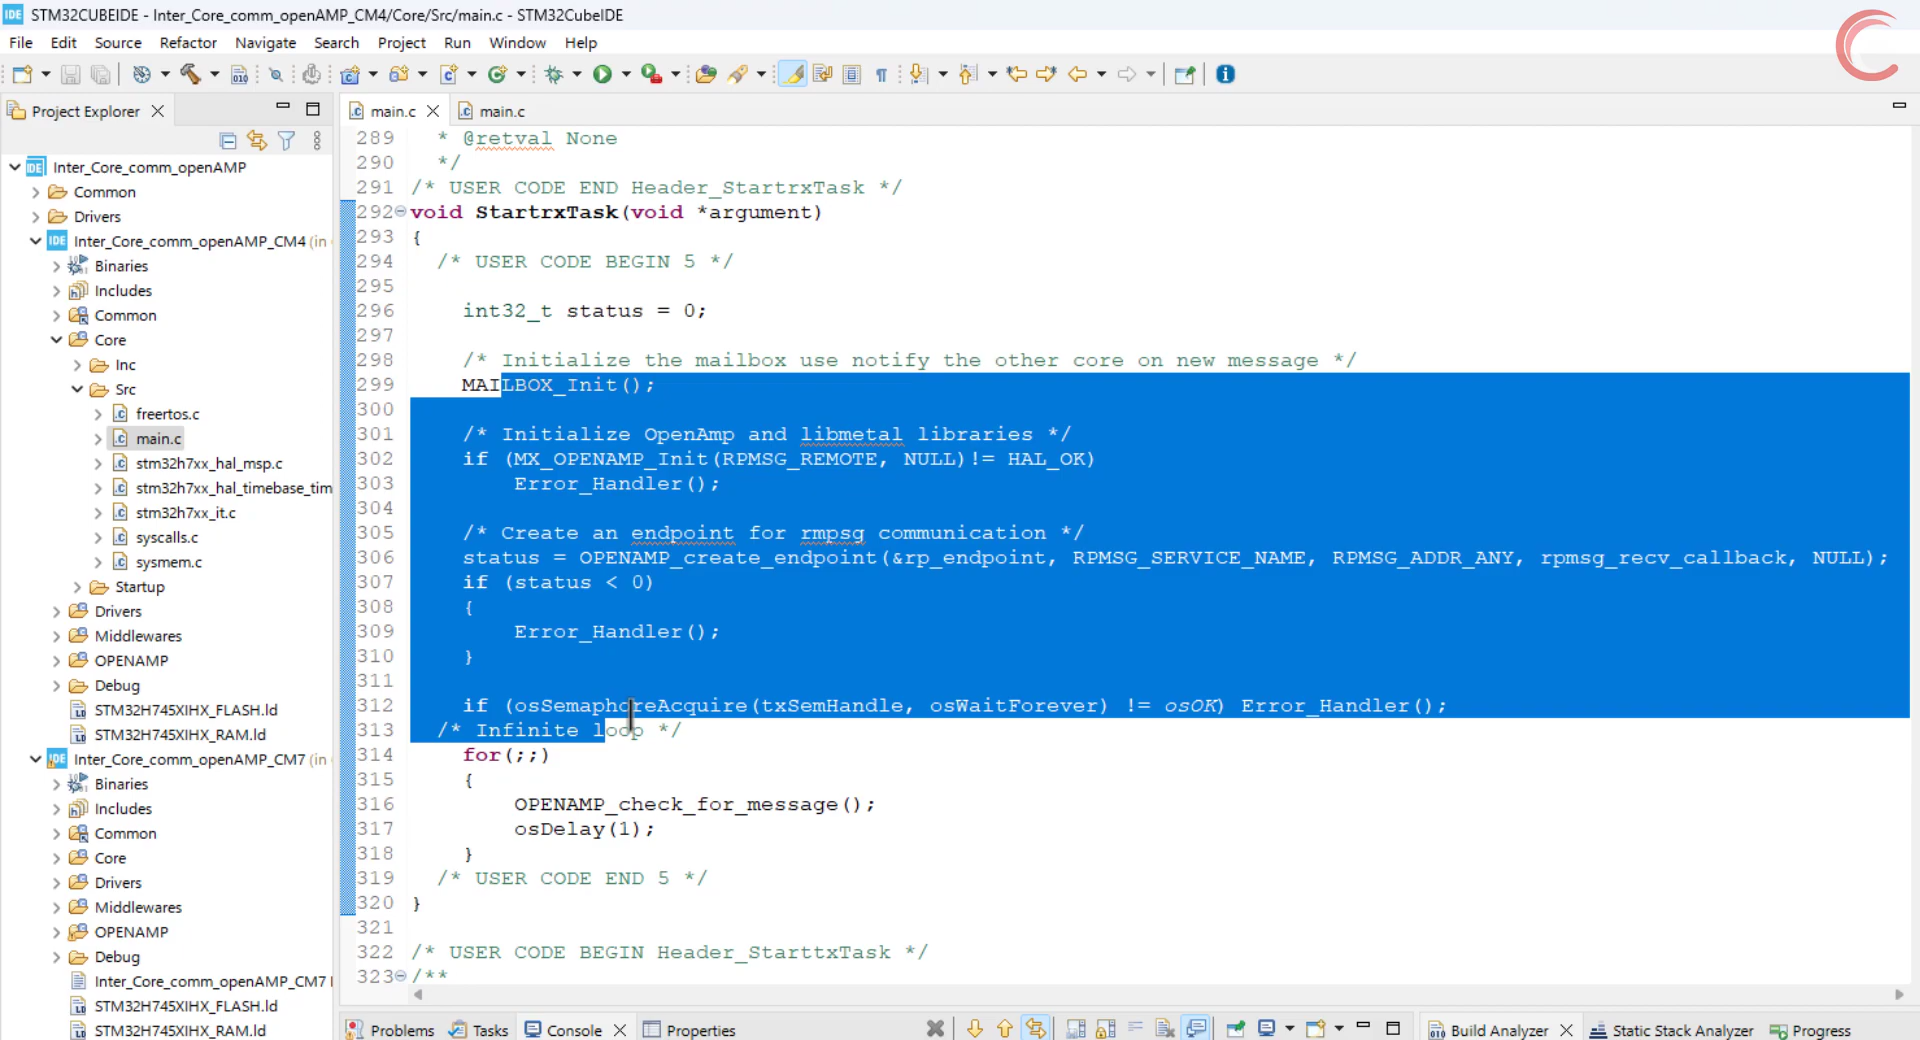 STM32CUBEIDE - Inter_Core_comm_openAMP_CM4/Core/Src/main.c - STM32CubeIDE
File Edit Source Refactor Navigate Search Project Run Window Help
Project Explorer
main.c
main.c
Inter_Core_comm_openAMP
Common
Drivers
Inter_Core_comm_openAMP_CM4 (in
Binaries
Includes
Common
Core
Inc
Src
freertos.c
main.c
stm32h7xx_hal_msp.c
stm32h7xx_hal_timebase_tim
stm32h7xx_it.c
syscalls.c
sysmem.c
Startup
Drivers
Middlewares
OPENAMP
Debug
STM32H745XIHX_FLASH.ld
STM32H745XIHX_RAM.ld
Inter_Core_comm_openAMP_CM7 (in
Binaries
Includes
Common
Core
Drivers
Middlewares
OPENAMP
Debug
Inter_Core_comm_openAMP_CM7
STM32H745XIHX_FLASH.ld
STM32H745XIHX_RAM.ld
289 * @retval None
290 */
291 /* USER CODE END Header_StartrxTask */
292 void StartrxTask(void *argument)
293 {
294 /* USER CODE BEGIN 5 */
295
296 int32_t status = 0;
297
298 /* Initialize the mailbox use notify the other core on new message */
299 MAILBOX_Init();
300
301 /* Initialize OpenAmp and libmetal libraries */
302 if (MX_OPENAMP_Init(RPMSG_REMOTE, NULL)!= HAL_OK)
303 Error_Handler();
304
305 /* Create an endpoint for rmpsg communication */
306 status = OPENAMP_create_endpoint(&rp_endpoint, RPMSG_SERVICE_NAME, RPMSG_ADDR_ANY, rpmsg_recv_callback, NULL);
307 if (status < 0)
308 {
309 Error_Handler();
310 }
311
312 if (osSemaphoreAcquire(txSemHandle, osWaitForever) != osOK) Error_Handler();
313 /* Infinite loop */
314 for(;;)
315 {
316 OPENAMP_check_for_message();
317 osDelay(1);
318 }
319 /* USER CODE END 5 */
320 }
321
322 /* USER CODE BEGIN Header_StarttxTask */
323 /**
Problems Tasks Console Properties
Build Analyzer Static Stack Analyzer Progress